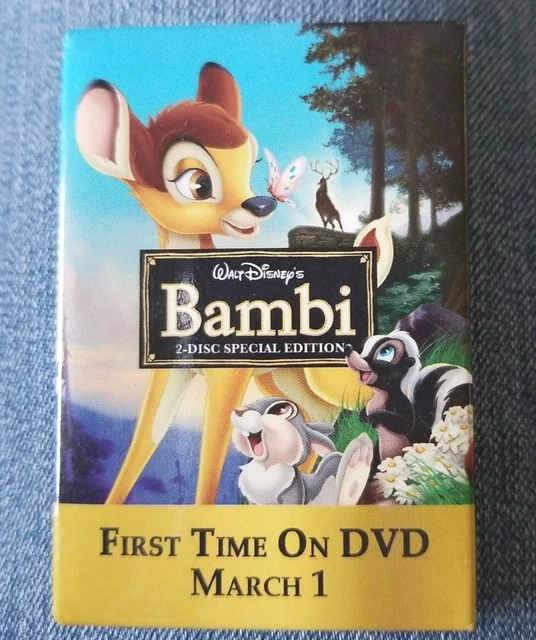 Walt Disney's
Bambi
2-Disc Special Edition
First Time On DVD
March 1